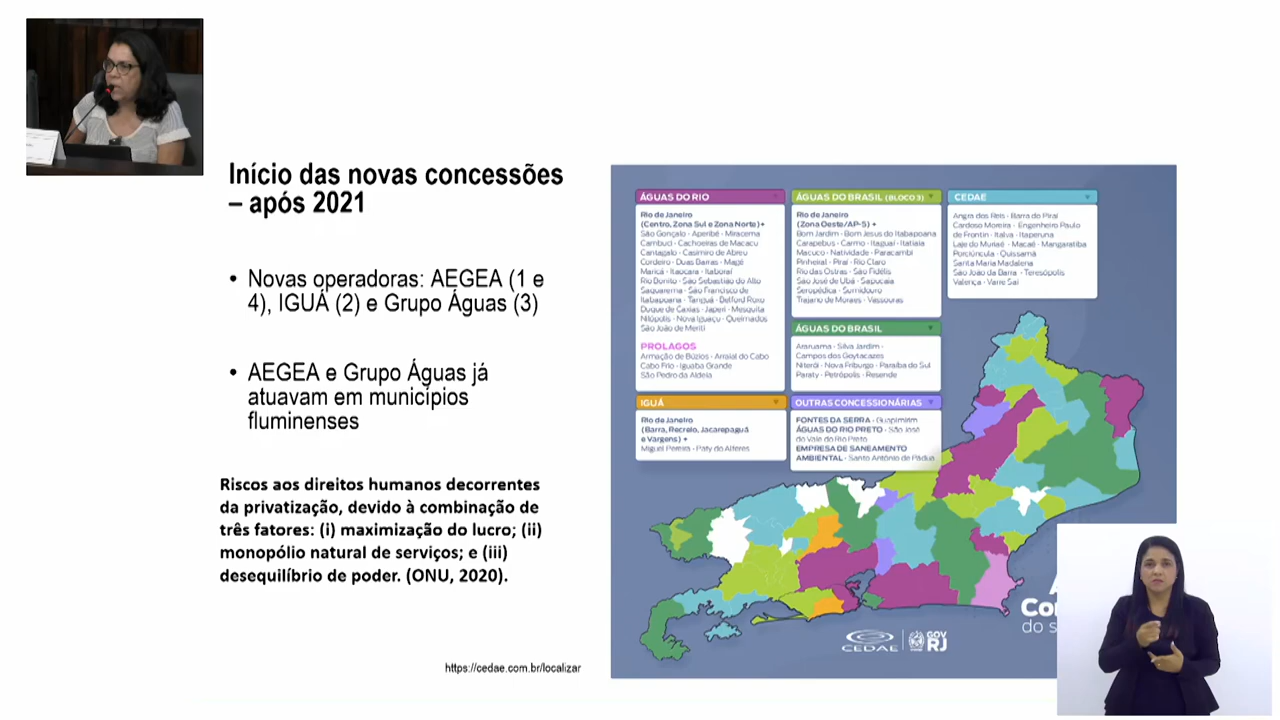 Início das novas concessões
– após 2021
• Novas operadoras: AEGEA (1 e
4), IGUÁ (2) e Grupo Águas (3)
• AEGEA e Grupo Águas já
atuavam em municípios
fluminenses
Riscos aos direitos humanos decorrentes
da privatização, devido à combinação de
três fatores: (i) maximização do lucro; (ii)
monopólio natural de serviços; e (iii)
desequilíbrio de poder. (ONU, 2020).
https://cedae.com.br/localizar
ÁGUAS DO RIO
Rio de Janeiro
(Centro, Zona Sul e Zona Norte) +
São Gonçalo - Aperibé - Miracema
Cambuci - Cachoeiras de Macacu
Cantagalo - Casimiro de Abreu
Cordeiro - Duas Barras - Magé
Maricá - Itaocara - Itaboraí
Rio Bonito - São Sebastião do Alto
Saquarema - São Francisco de
Itabapoana - Tanguá - Belford Roxo
Duque de Caxias - Japeri - Mesquita
Nilópolis - Nova Iguaçu - Queimados
São João de Meriti
PROLAGOS
Armação de Búzios - Arraial do Cabo
Cabo Frio - Iguaba Grande
São Pedro da Aldeia
IGUÁ
Rio de Janeiro
(Barra, Recreio, Jacarepaguá
e Vargens) +
Miguel Pereira - Paty do Alferes
ÁGUAS DO BRASIL (BLOCO 3)
Rio de Janeiro
(Zona Oeste/AP-5) +
Bom Jardim - Bom Jesus do Itabapoana
Carapebus - Carmo - Itaguaí - Itatiaia
Macuco - Natividade - Paracambi
Pinheiral - Piraí - Rio Claro
Rio das Ostras - São Fidélis
São José de Ubá - Sapucaia
Seropédica - Sumidouro
Trajano de Moraes - Vassouras
ÁGUAS DO BRASIL
Araruama - Silva Jardim -
Campos dos Goytacazes
Niterói - Nova Friburgo - Paraíba do Sul
Paraty - Petrópolis - Resende
OUTRAS CONCESSIONÁRIAS
FONTES DA SERRA - Guapimirim
ÁGUAS DO RIO PRETO - São José
do Vale do Rio Preto
EMPRESA DE SANEAMENTO
AMBIENTAL - Santo Antônio de Pádua
CEDAE
Angra dos Reis - Barra do Piraí
Cardoso Moreira - Engenheiro Paulo
de Frontin - Italva - Itaperuna
Laje do Muriaé - Macaé - Mangaratiba
Porciúncula - Quissamã
Santa Maria Madalena
São João da Barra - Teresópolis
Valença - Varre Sai
CEDAE
GOV
RJ